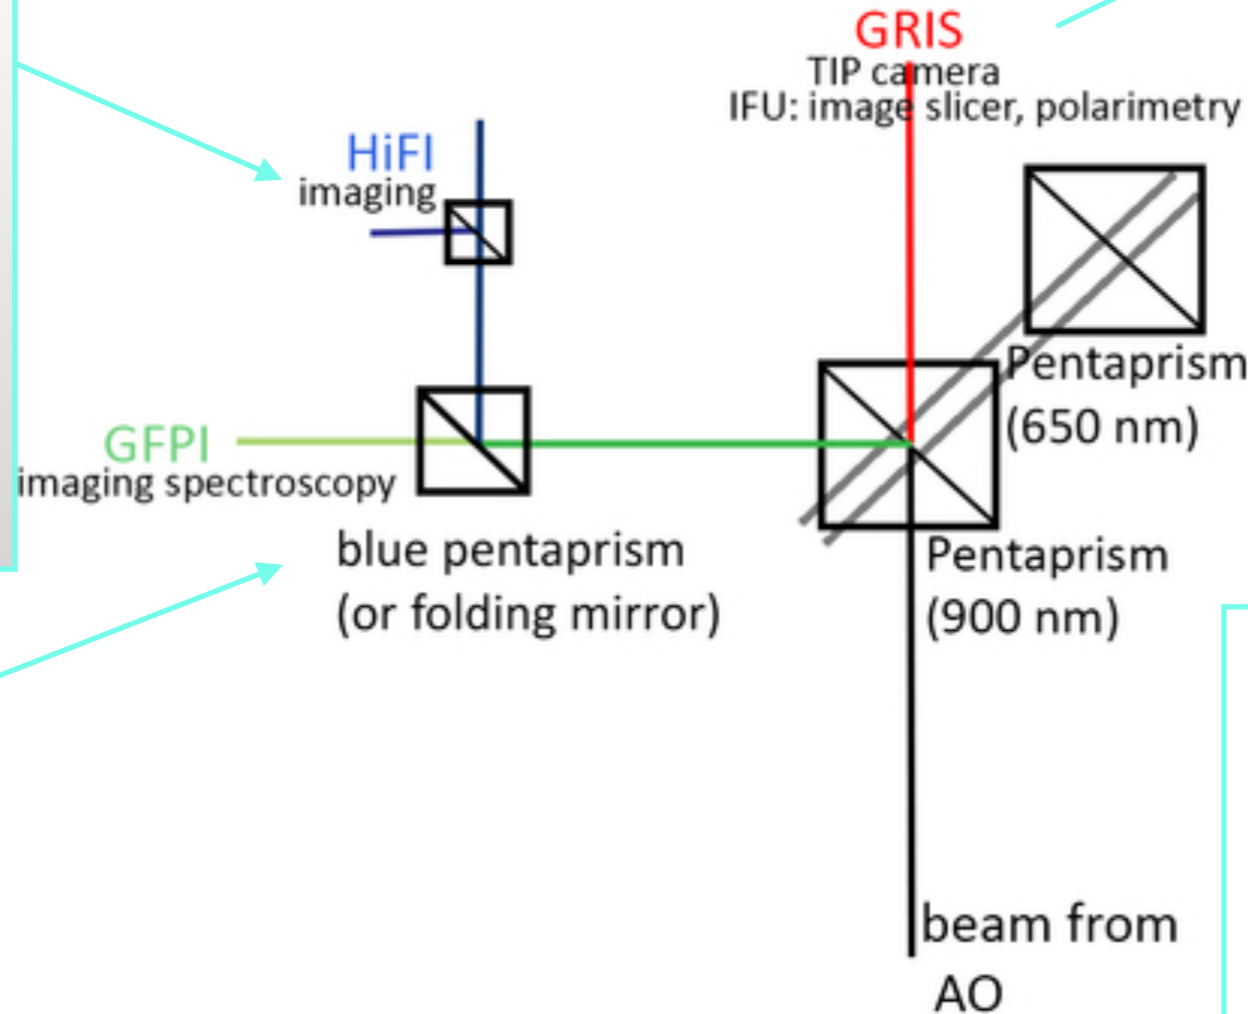 GRIS
TIP camera
IFU: image slicer, polarimetry
HiFI
imaging
Pentaprism
(650 nm)
GFPI
imaging spectroscopy
blue pentaprism
(or folding mirror)
Pentaprism
(900 nm)
beam from
AO